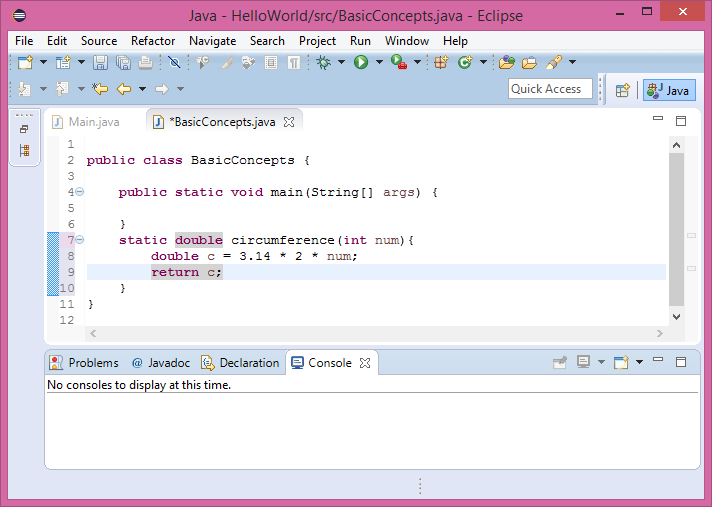 Java - HelloWorld/src/BasicConcepts.java - Eclipse
File Edit Source Refactor Navigate Search Project Run Window Help
Quick Access
Java
Main.java *BasicConcepts.java
1
2 public class BasicConcepts {
3
4 public static void main(String[] args) {
5
6 }
7 static double circumference(int num){
8 double c = 3.14 * 2 * num;
9 return c;
10 }
11 }
12
Problems @ Javadoc Declaration Console
No consoles to display at this time.